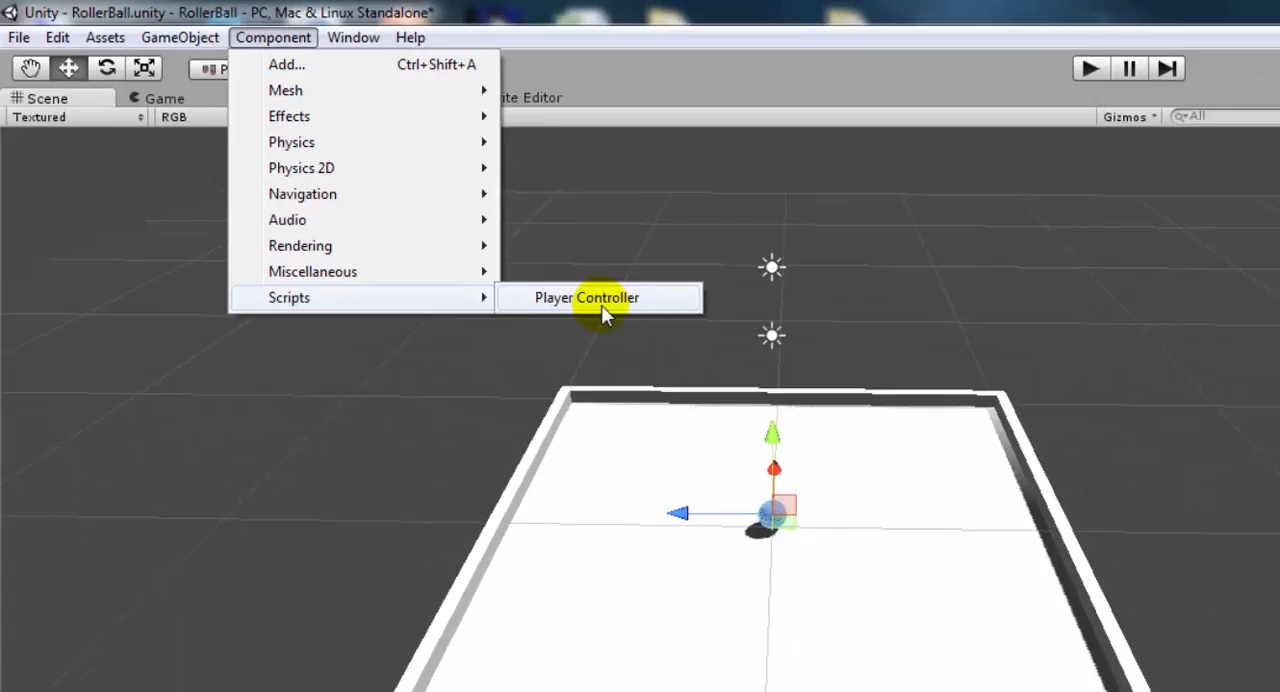 Unity - RollerBall.unity - RollerBall - PC, Mac & Linux Standalone*
File Edit Assets GameObject Component Window Help
Add... Ctrl+Shift+A
Mesh
Effects
Physics
Physics 2D
Navigation
Audio
Rendering
Miscellaneous
Scripts
Player Controller
P
Scene Game ite Editor
Textured RGB Gizmos All